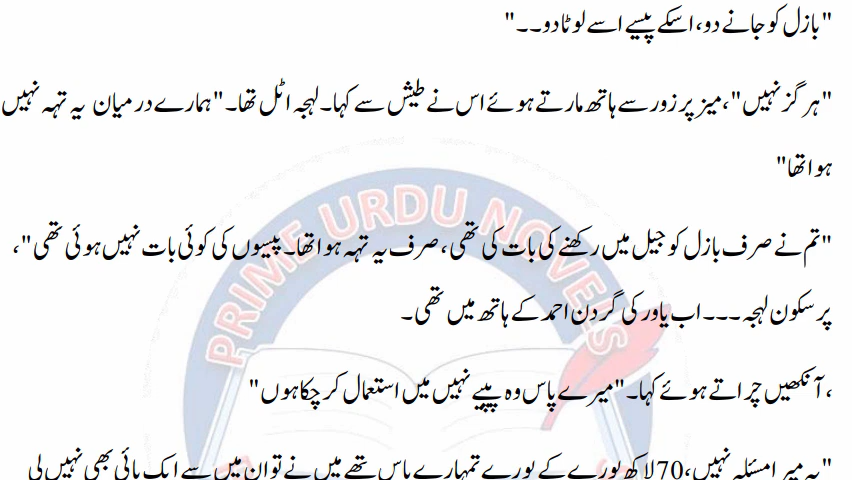 "بازل کو جانے دو، اسکے پیسے اسے لوٹا دو۔۔"
"ہرگز نہیں"، میز پر زور سے ہاتھ مارتے ہوئے اس نے طیش سے کہا۔ لہجہ اٹل تھا۔ "ہمارے درمیان یہ تہہ نہیں
ہوا تھا"
"تم نے صرف بازل کو جیل میں رکھنے کی بات کی تھی، صرف یہ تہہ ہوا تھا۔ پیسوں کی کوئی بات نہیں ہوئی تھی"،
پر سکون لہجہ۔۔۔ اب یاور کی گردن احمد کے ہاتھ میں تھی۔
، آنکھیں چراتے ہوئے کہا۔ "میرے پاس وہ پیسے نہیں میں استعمال کر چکا ہوں"
"یہ میرا مسئلہ نہیں، 70 لاکھ پورے کے پورے تمہارے پاس تھے میں نے تو ان میں سے ایک پائی بھی نہیں لی
PRIME URDU NOVELS